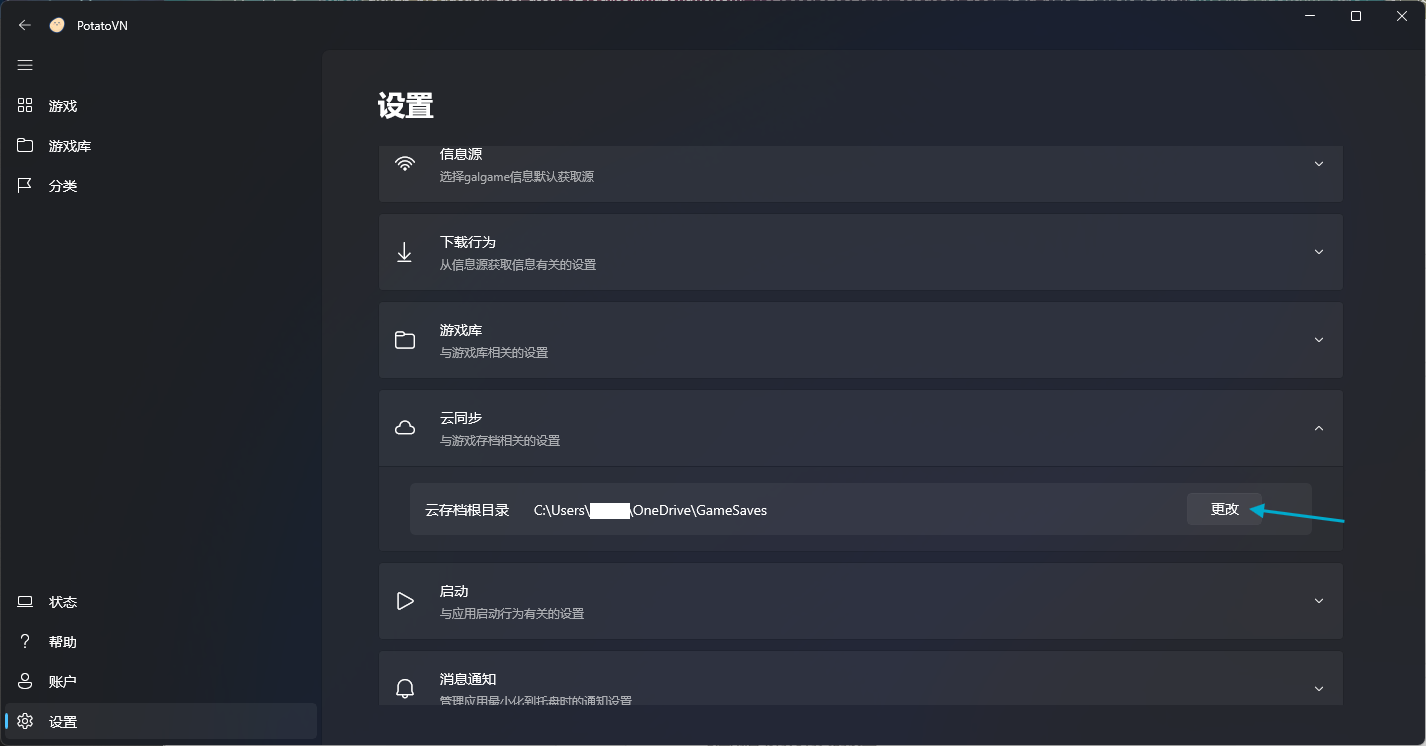 PotatoVN
游戏
游戏库
分类
设置
信息源
选择galgame信息默认获取源
下载行为
从信息源获取信息有关的设置
游戏库
与游戏库相关的设置
云同步
与游戏存档相关的设置
云存档根目录 C:\Users\ \OneDrive\GameSaves 更改
启动
与应用启动行为有关的设置
消息通知
管理应用最小化到托盘时的通知设置
状态
帮助
账户
设置